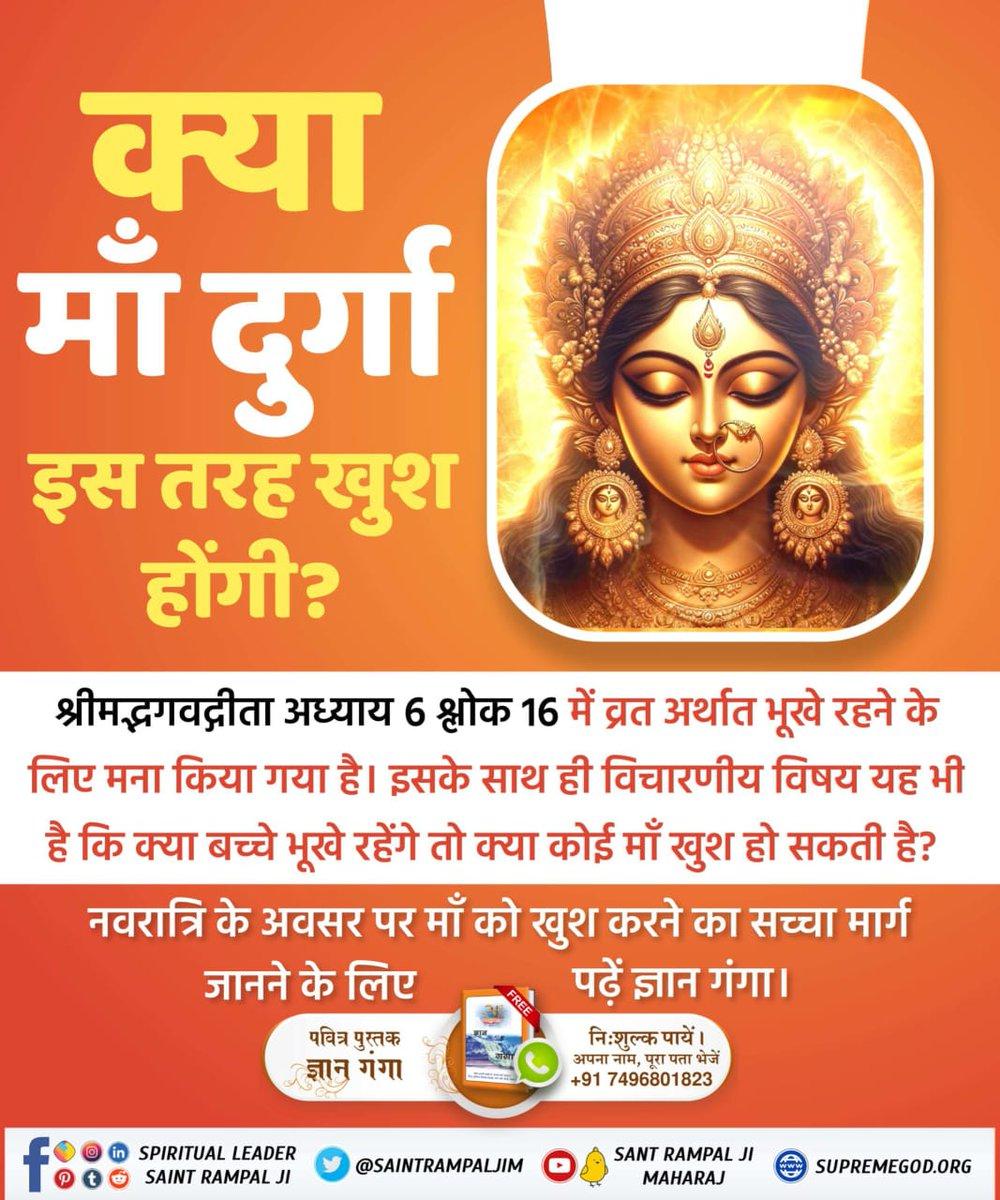 क्या
माँ दुर्गा
इस तरह खुश
होंगी?
श्रीमद्भगवद्गीता अध्याय 6 श्लोक 16 में व्रत अर्थात भूखे रहने के
लिए मना किया गया है। इसके साथ ही विचारणीय विषय यह भी
है कि क्या बच्चे भूखे रहेंगे तो क्या कोई माँ खुश हो सकती है?
नवरात्रि के अवसर पर माँ को खुश करने का सच्चा मार्ग
जानने के लिए पढ़ें ज्ञान गंगा।
पवित्र पुस्तक
ज्ञान गंगा
FREE
ज्ञान
गंगा
नि:शुल्क पायें।
अपना नाम, पूरा पता भेजें
+91 7496801823
SPIRITUAL LEADER
SAINT RAMPAL JI
@SAINTRAMPALJIM
SANT RAMPAL JI
MAHARAJ
SUPREMEGOD.ORG